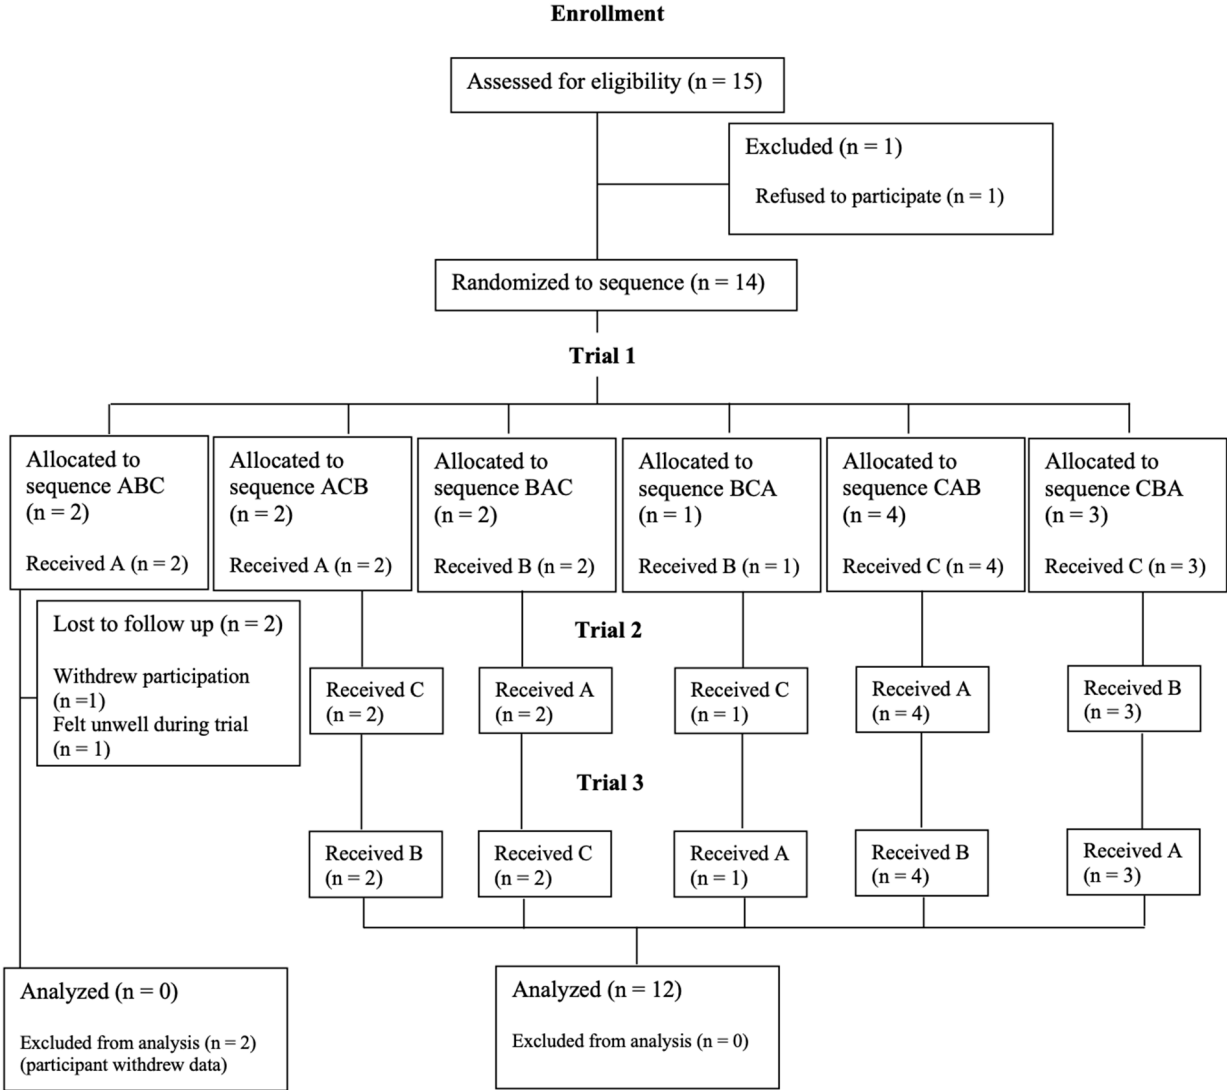 Enrollment
Assessed for eligibility (n = 15)
Excluded (n = 1)
Refused to participate (n = 1)
Randomized to sequence (n = 14)
Trial 1
Allocated to
sequence ABC
(n = 2)
Received A (n = 2)
Allocated to
sequence ACB
(n = 2)
Received A (n = 2)
Allocated to
sequence BAC
(n = 2)
Received B (n = 2)
Allocated to
sequence BCA
(n = 1)
Received B (n = 1)
Allocated to
sequence CAB
(n = 4)
Received C (n = 4)
Allocated to
sequence CBA
(n = 3)
Received C (n = 3)
Lost to follow up (n = 2)
Withdrew participation
(n =1)
Felt unwell during trial
(n = 1)
Trial 2
Received C
(n = 2)
Received A
(n = 2)
Received C
(n = 1)
Received A
(n = 4)
Received B
(n = 3)
Trial 3
Received B
(n = 2)
Received C
(n = 2)
Received A
(n = 1)
Received B
(n = 4)
Received A
(n = 3)
Analyzed (n = 0)
Excluded from analysis (n = 2)
(participant withdrew data)
Analyzed (n = 12)
Excluded from analysis (n = 0)